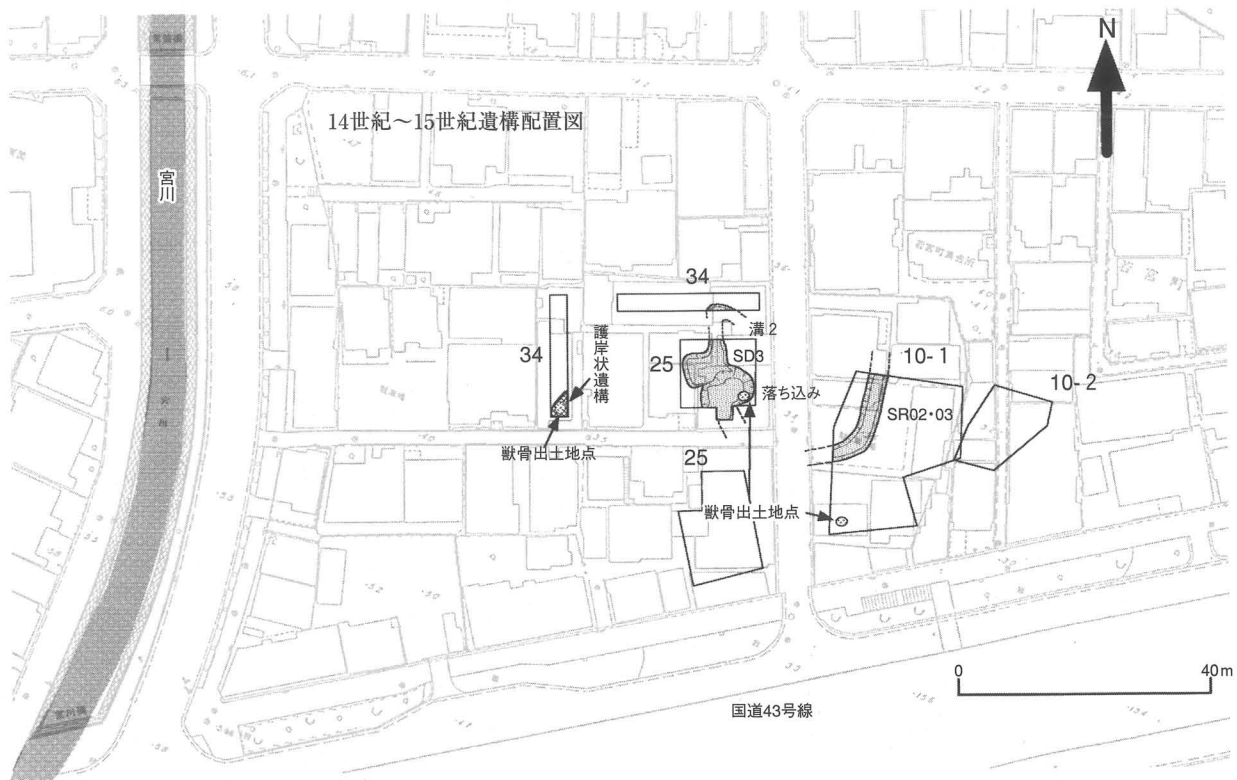 N
14世紀~15世紀遺構配置図
宮川
34
溝2
34
護岸状遺構
25
SD3
10-1
10-2
落ち込み
SR02・03
獣骨出土地点
25
獣骨出土地点
0
40m
国道43号線